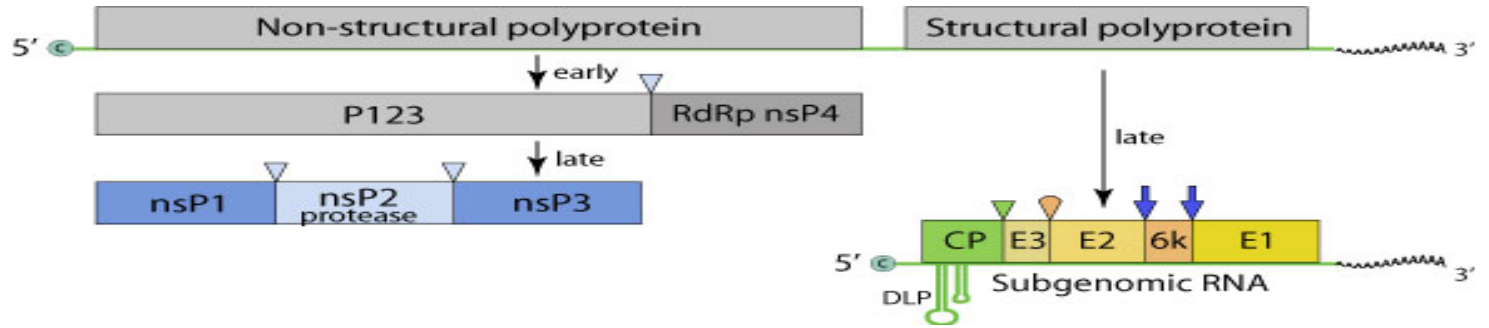 Non-structural polyprotein Structural polyprotein
5′ C 3′
early
P123 RdRp nsP4
late late
nsP1 nsP2 protease nsP3
CP E3 E2 6k E1
5′ C 3′
Subgenomic RNA
DLP